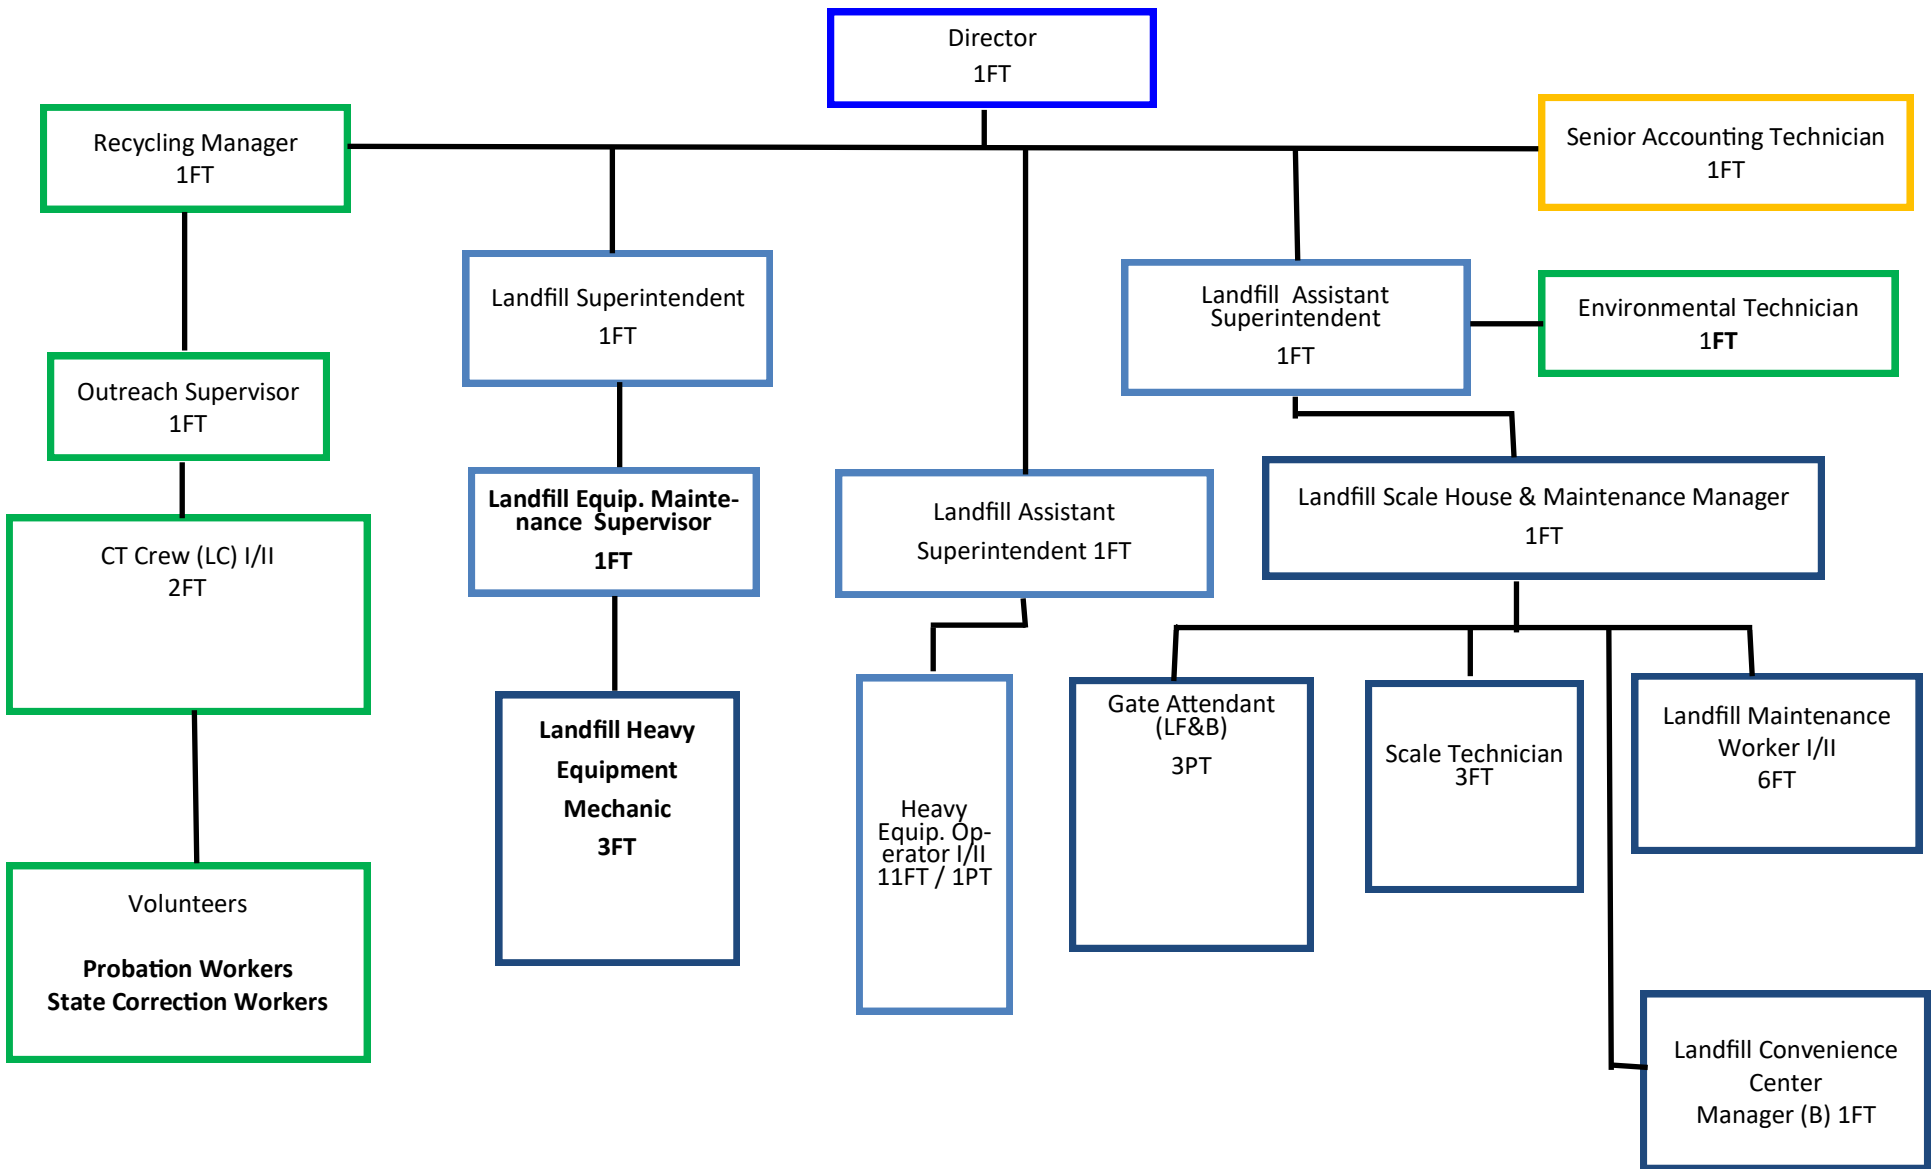 Director
1FT
Recycling Manager
1FT
Senior Accounting Technician
1FT
Landfill Superintendent
1FT
Landfill Assistant
Superintendent
1FT
Environmental Technician
1FT
Outreach Supervisor
1FT
Landfill Equip. Mainte-
nance Supervisor
1FT
Landfill Assistant
Superintendent 1FT
Landfill Scale House & Maintenance Manager
1FT
CT Crew (LC) I/II
2FT
Landfill Heavy
Equipment
Mechanic
3FT
Heavy
Equip. Op-
erator I/II
11FT / 1PT
Gate Attendant
(LF&B)
3PT
Scale Technician
3FT
Landfill Maintenance
Worker I/II
6FT
Volunteers
Probation Workers
State Correction Workers
Landfill Convenience
Center
Manager (B) 1FT